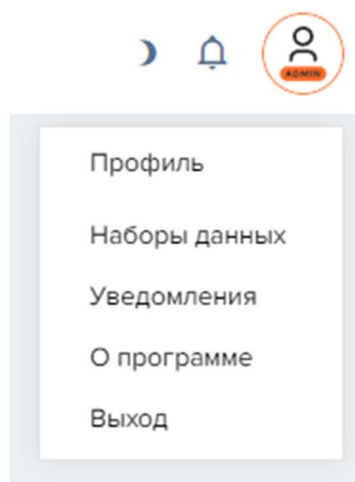 ADMIN
Профиль
Наборы данных
Уведомления
О программе
Выход